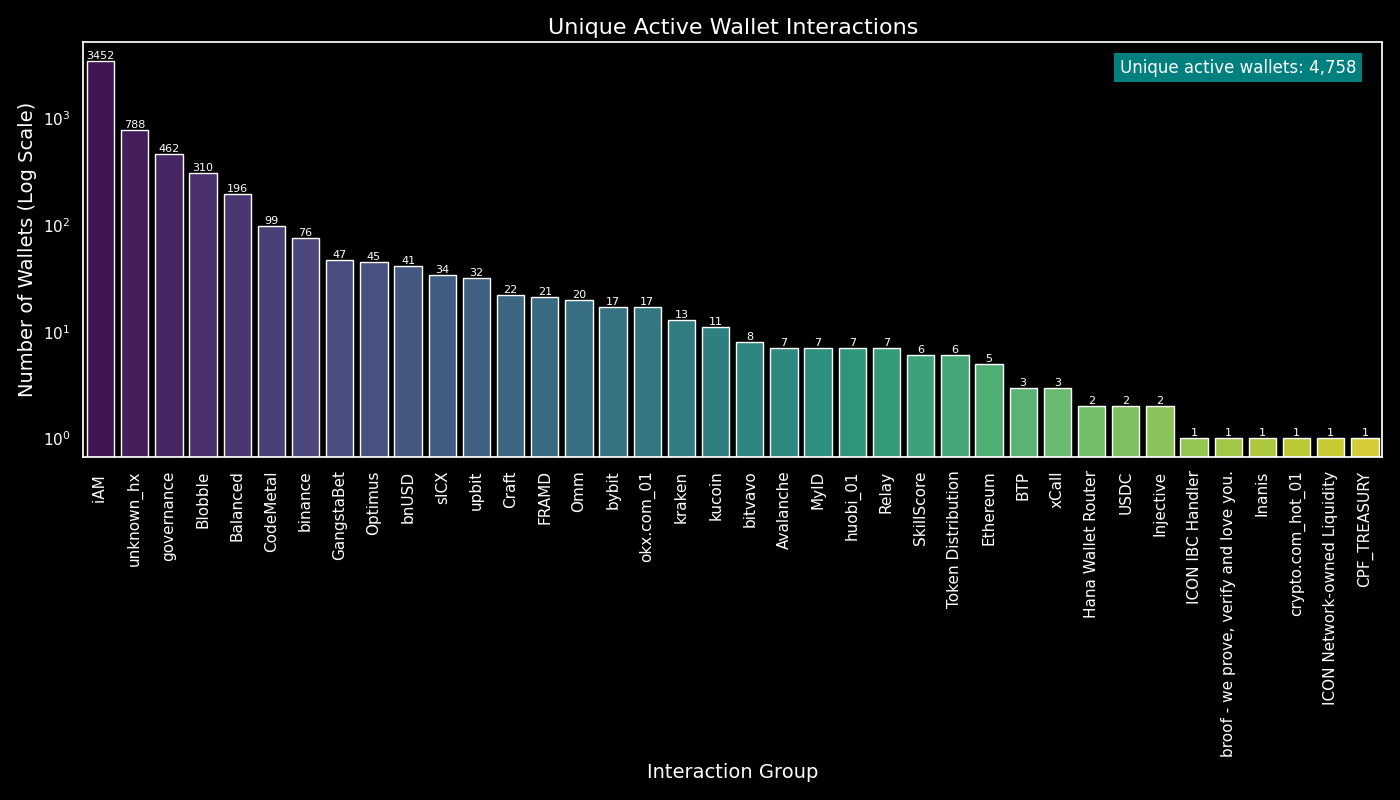 Unique Active Wallet Interactions
Unique active wallets: 4,758
Number of Wallets (Log Scale)
10³
10²
10¹
10⁰
3452
788
462
310
196
99
76
47
45
41
34
32
22
21
20
17
17
13
11
8
7
7
7
7
6
6
5
3
3
2
2
2
1
1
1
1
1
1
iAM
unknown_hx
governance
Blobble
Balanced
CodeMetal
binance
GangstaBet
Optimus
bnUSD
sICX
upbit
Craft
FRAMD
Omm
bybit
okx.com_01
kraken
kucoin
bitvavo
Avalanche
MyID
huobi_01
Relay
SkillScore
Token Distribution
Ethereum
BTP
xCall
Hana Wallet Router
USDC
Injective
ICON IBC Handler
broof - we prove, verify and love you.
Inanis
crypto.com_hot_01
ICON Network-owned Liquidity
CPF_TREASURY
Interaction Group